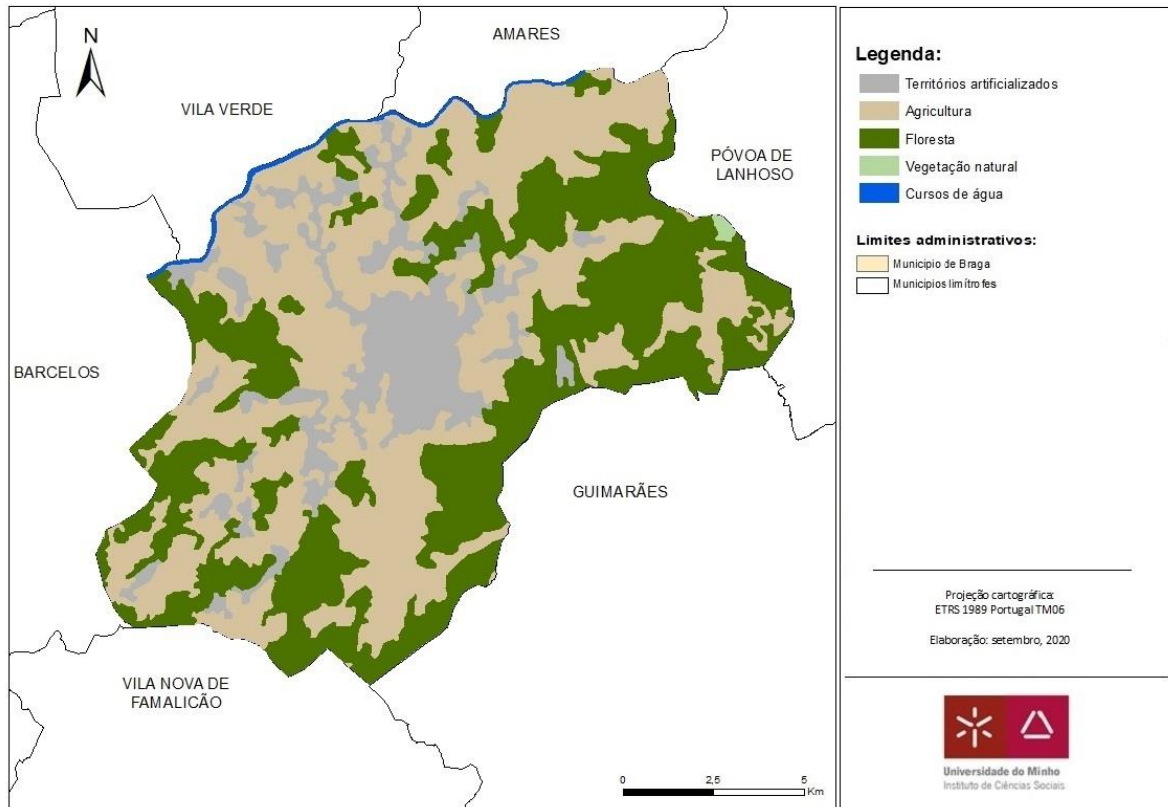 N
AMARES
VILA VERDE
PÓVOA DE
LANHOSO
BARCELOS
GUIMARÃES
VILA NOVA DE
FAMALICÃO
0 2,5 5
Km
Legenda:
Territórios artificializados
Agricultura
Floresta
Vegetação natural
Cursos de água
Limites administrativos:
Municipio de Braga
Municipios limítrofes
Projeção cartográfica:
ETRS 1989 Portugal TM06
Elaboração: setembro, 2020
Universidade do Minho
Instituto de Ciências Sociais